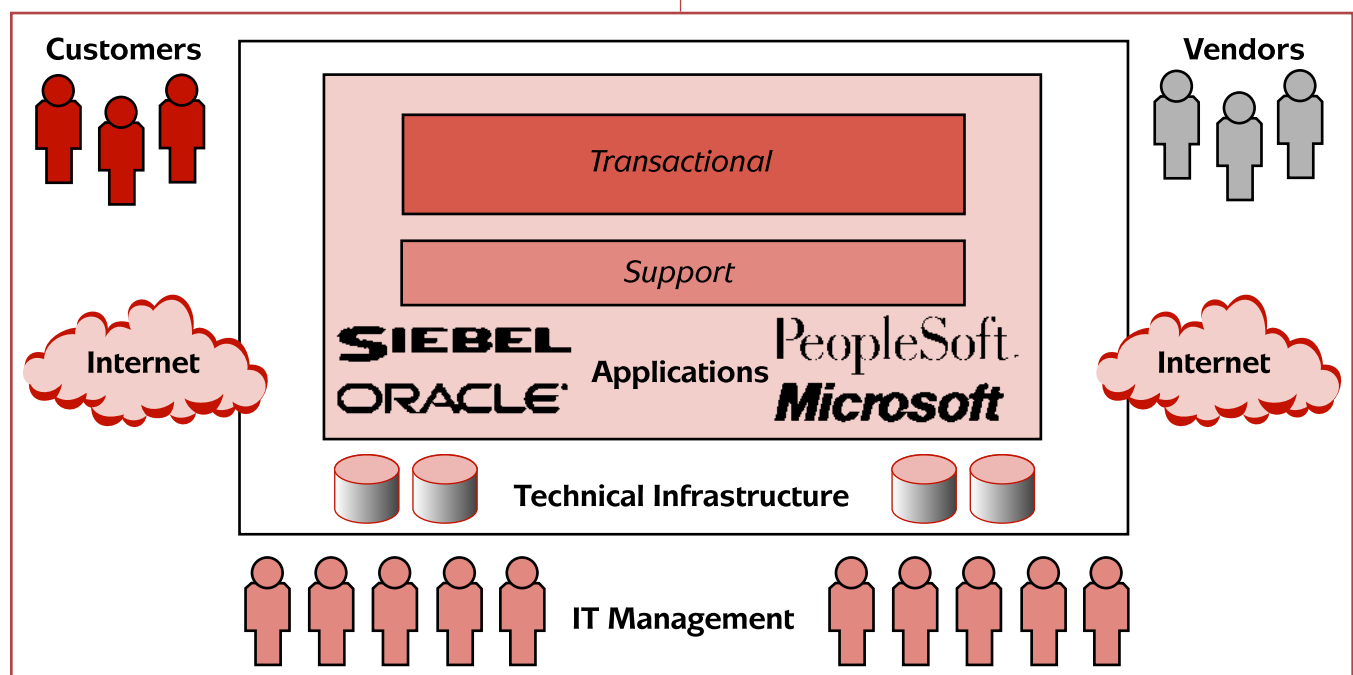 Customers
Vendors
Transactional
Support
SIEBEL
PeopleSoft.
Applications
ORACLE
Microsoft
Internet
Internet
Technical Infrastructure
IT Management